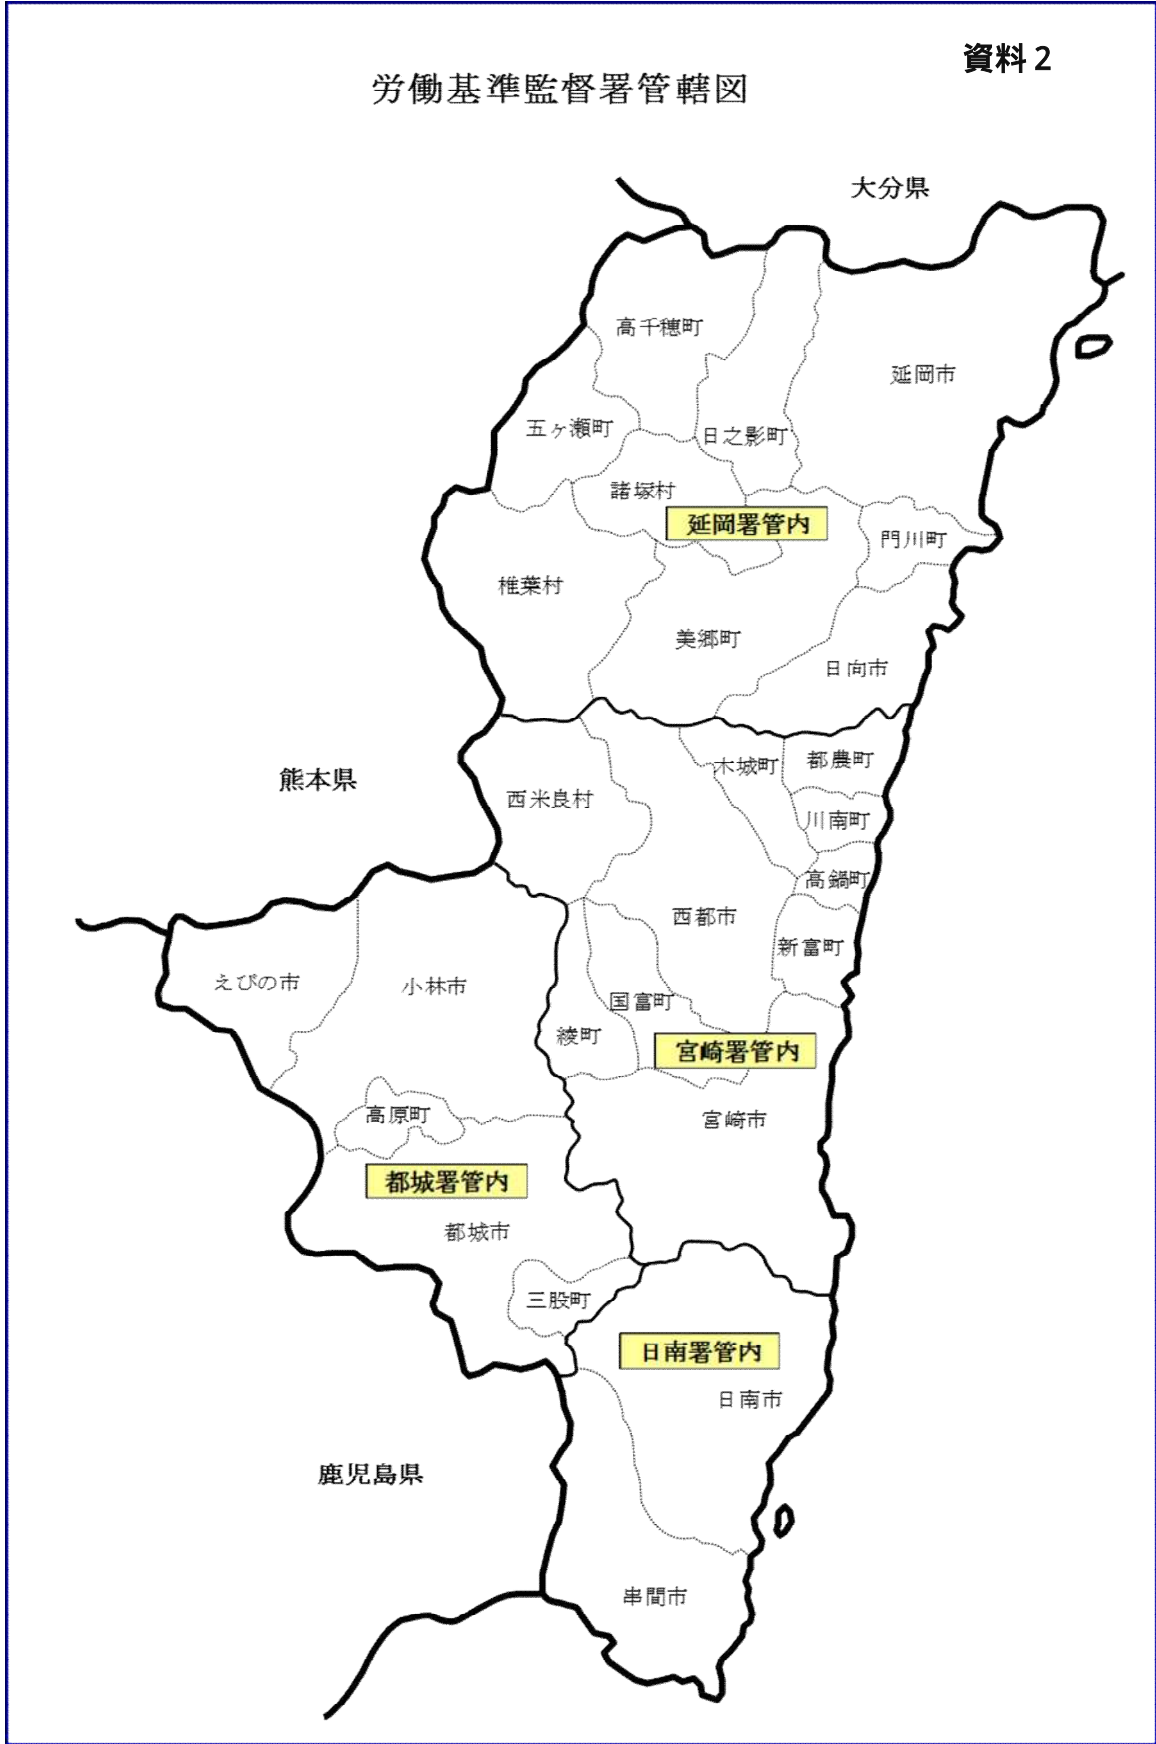 資料2
労働基準監督署管轄図
大分県
高千穂町
延岡市
五ヶ瀬町
日之影町
諸塚村
延岡署管内
門川町
椎葉村
美郷町
日向市
熊本県
西米良村
木城町
都農町
川南町
高鍋町
西都市
新富町
えびの市
小林市
国富町
綾町
宮崎署管内
宮崎市
高原町
都城署管内
都城市
三股町
日南署管内
日南市
鹿児島県
串間市